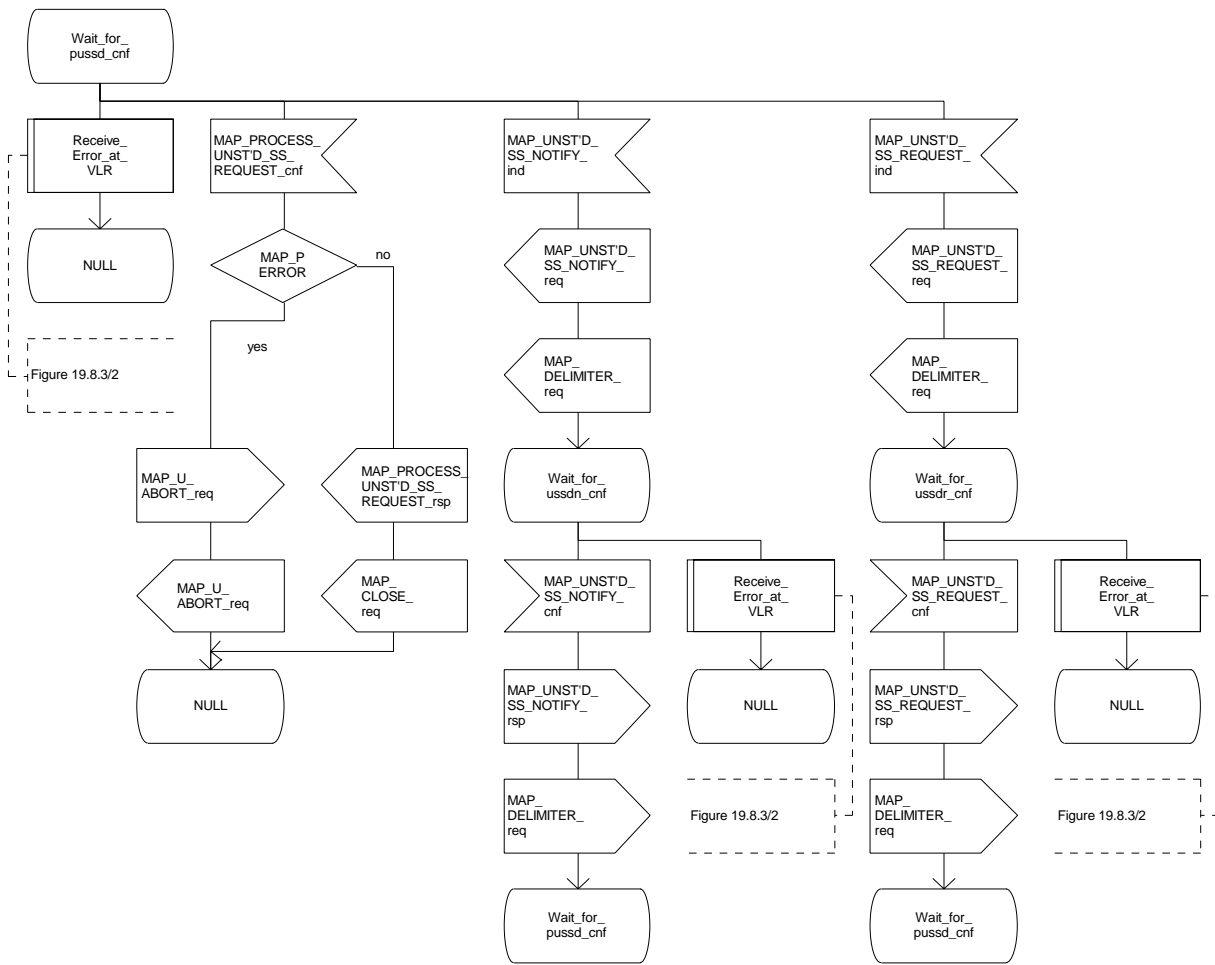 Wait_for_
pussd_cnf
Receive_
Error_at_
VLR
NULL
Figure 19.8.3/2
MAP_PROCESS_
UNST'D_SS_
REQUEST_cnf
MAP_P
ERROR
no
yes
MAP_U_
ABORT_req
MAP_U_
ABORT_req
MAP_PROCESS_
UNST'D_SS_
REQUEST_rsp
MAP_
CLOSE_
req
NULL
MAP_UNST'D_
SS_NOTIFY_
ind
MAP_UNST'D_
SS_NOTIFY_
req
MAP_
DELIMITER_
req
Wait_for_
ussdn_cnf
MAP_UNST'D_
SS_NOTIFY_
cnf
MAP_UNST'D_
SS_NOTIFY_
rsp
MAP_
DELIMITER_
req
Wait_for_
pussd_cnf
Receive_
Error_at_
VLR
NULL
Figure 19.8.3/2
MAP_UNST'D_
SS_REQUEST_
ind
MAP_UNST'D_
SS_REQUEST_
req
MAP_
DELIMITER_
req
Wait_for_
ussdr_cnf
MAP_UNST'D_
SS_REQUEST_
cnf
MAP_UNST'D_
SS_REQUEST_
rsp
MAP_
DELIMITER_
req
Wait_for_
pussd_cnf
Receive_
Error_at_
VLR
NULL
Figure 19.8.3/2